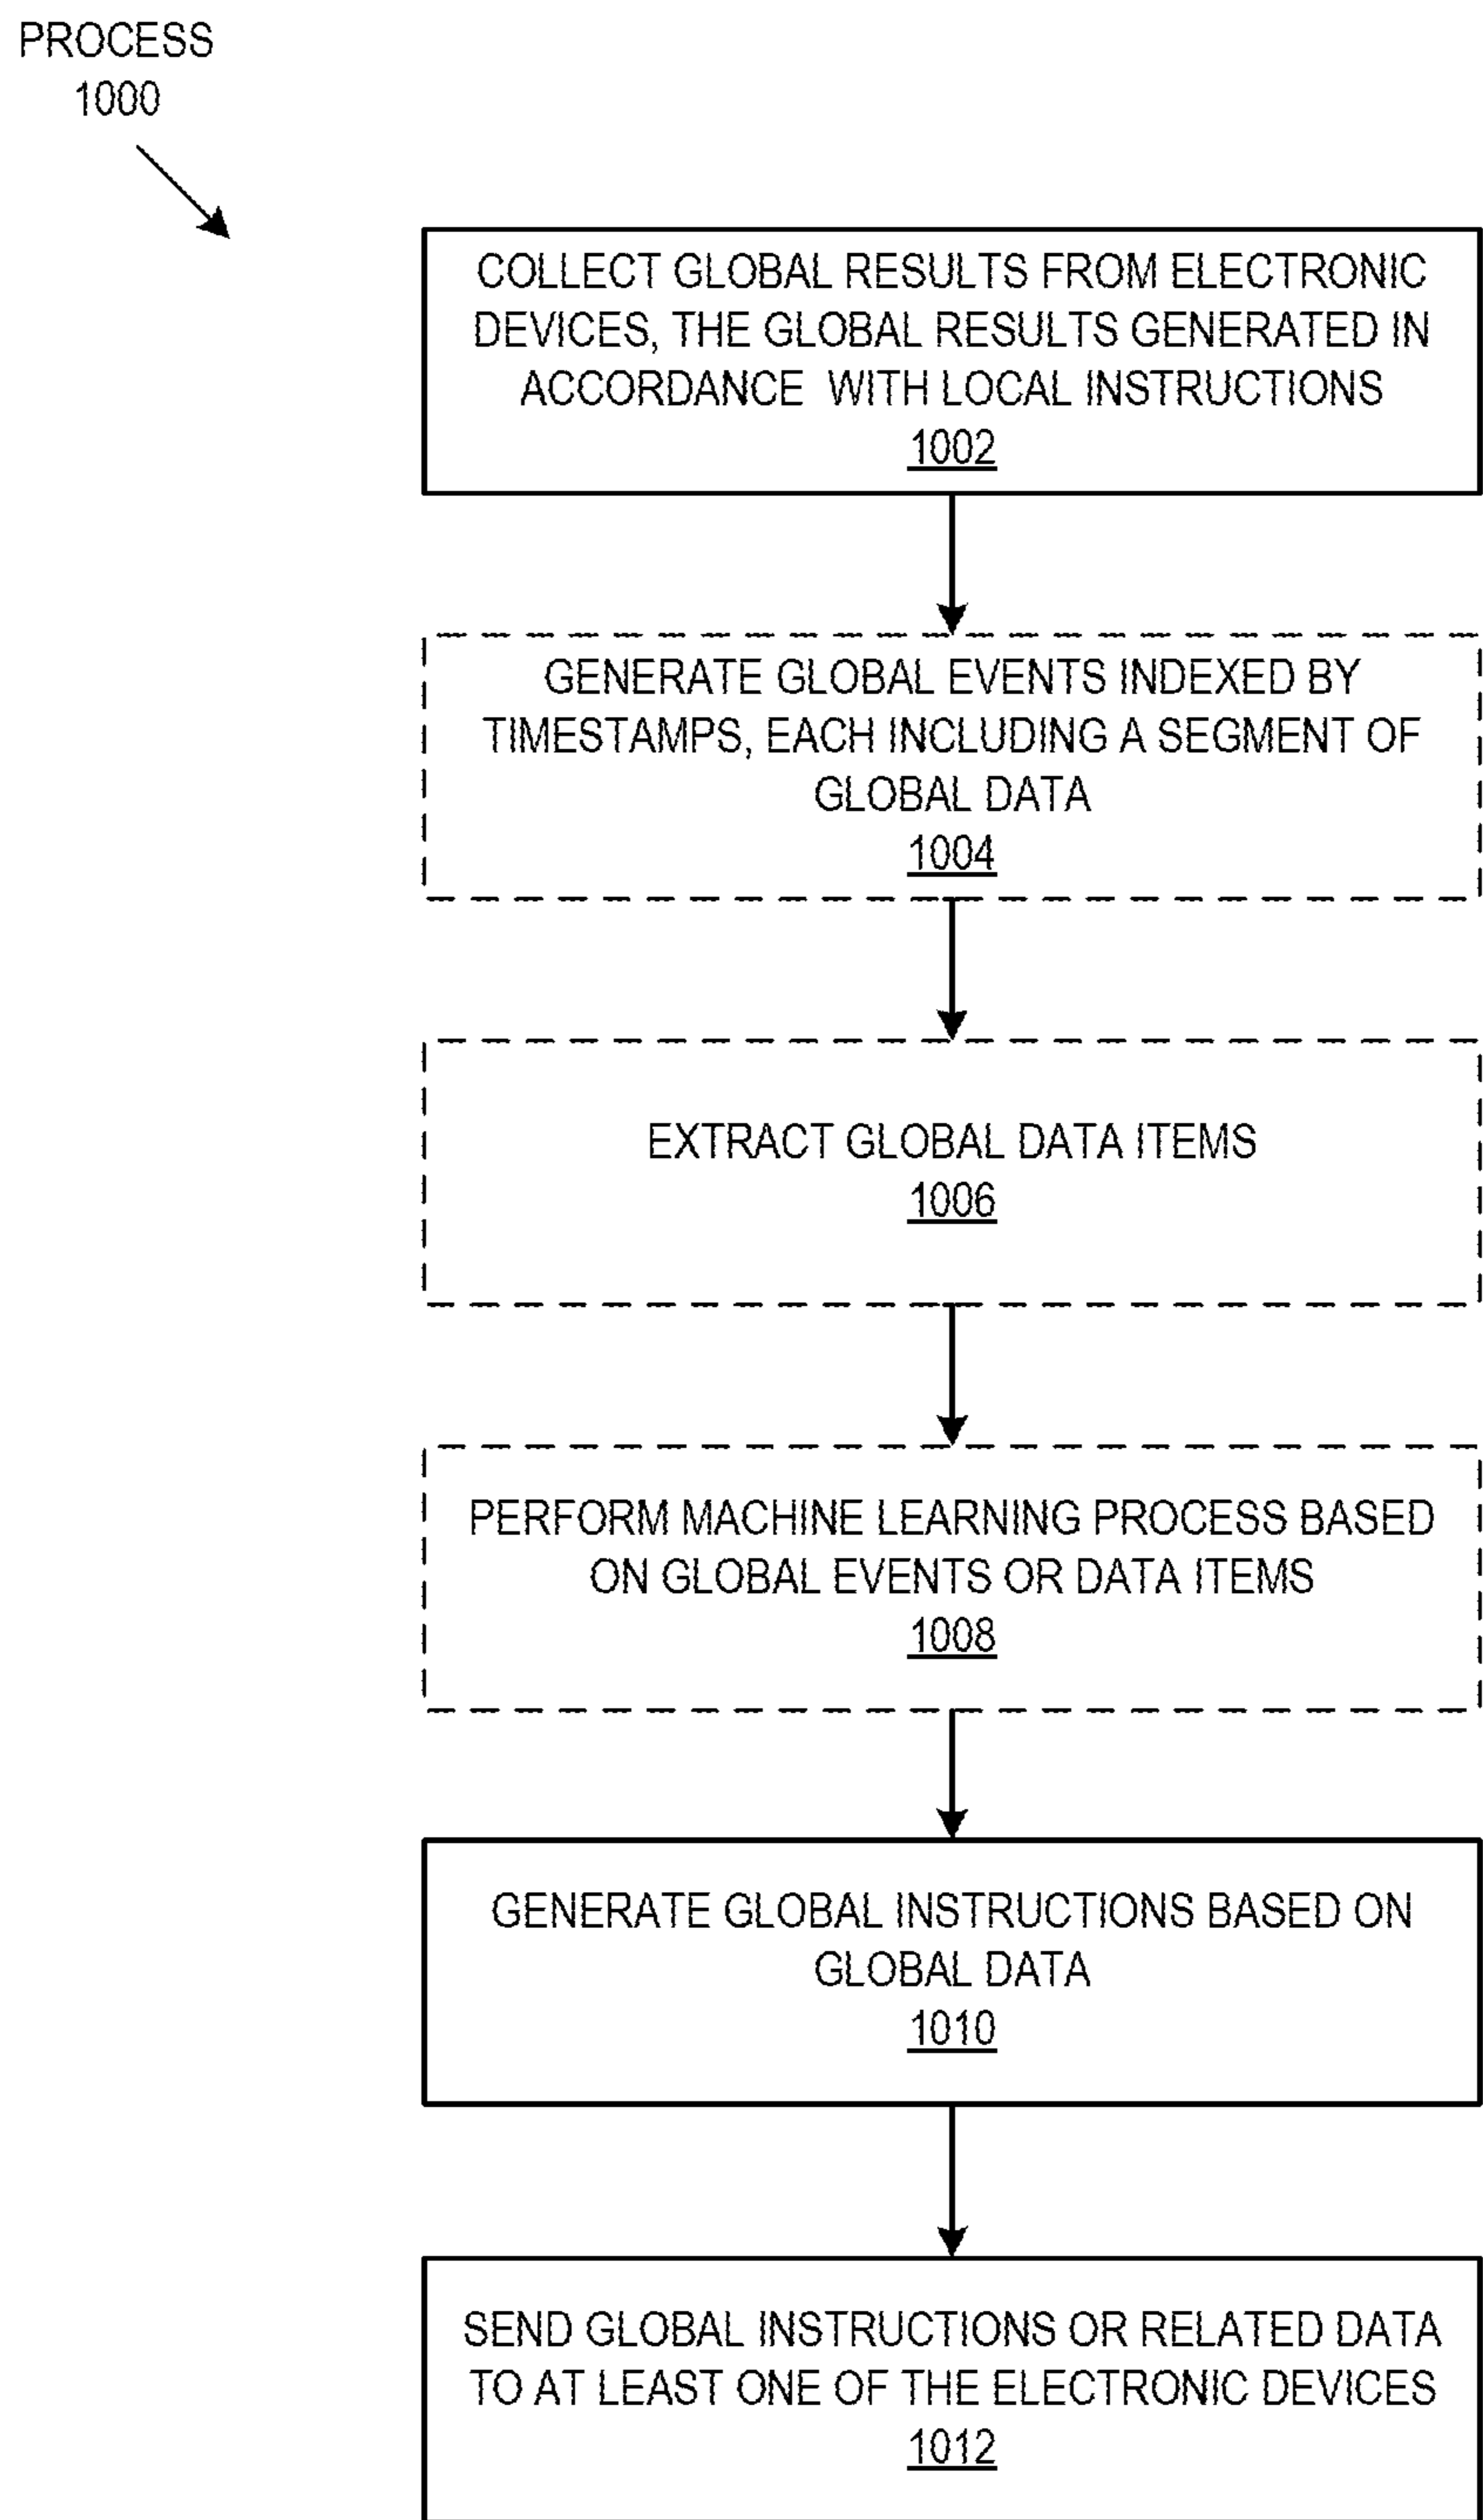 PROCESS
1000
COLLECT GLOBAL RESULTS FROM ELECTRONIC
DEVICES, THE GLOBAL RESULTS GENERATED IN
ACCORDANCE WITH LOCAL INSTRUCTIONS
1002
GENERATE GLOBAL EVENTS INDEXED BY
TIMESTAMPS, EACH INCLUDING A SEGMENT OF
GLOBAL DATA
1004
EXTRACT GLOBAL DATA ITEMS
1006
PERFORM MACHINE LEARNING PROCESS BASED
ON GLOBAL EVENTS OR DATA ITEMS
1008
GENERATE GLOBAL INSTRUCTIONS BASED ON
GLOBAL DATA
1010
SEND GLOBAL INSTRUCTIONS OR RELATED DATA
TO AT LEAST ONE OF THE ELECTRONIC DEVICES
1012